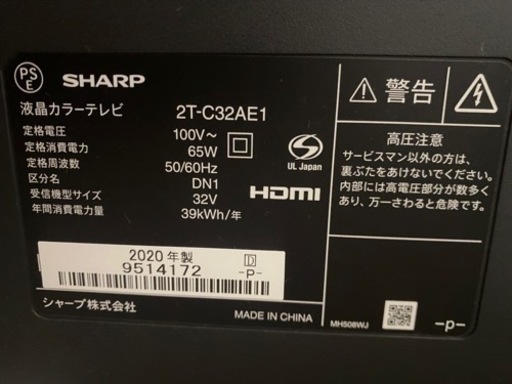 PSE
SHARP
液晶カラーテレビ 2T-C32AE1
定格電圧 100V～
定格消費電力 65W
定格周波数 50/60Hz
区分名 DN1
受信機型サイズ 32V
年間消費電力量 39kWh/年
UL Japan
HDMI
2020年製 D
9514172 -P-
シャープ株式会社
MADE IN CHINA
警告
高圧注意
サービスマン以外の方は、
裏ぶたをあけないでください。
内部には高電圧部分が数多く
あり、万一さわると危険です。
MH508WJ
-p-